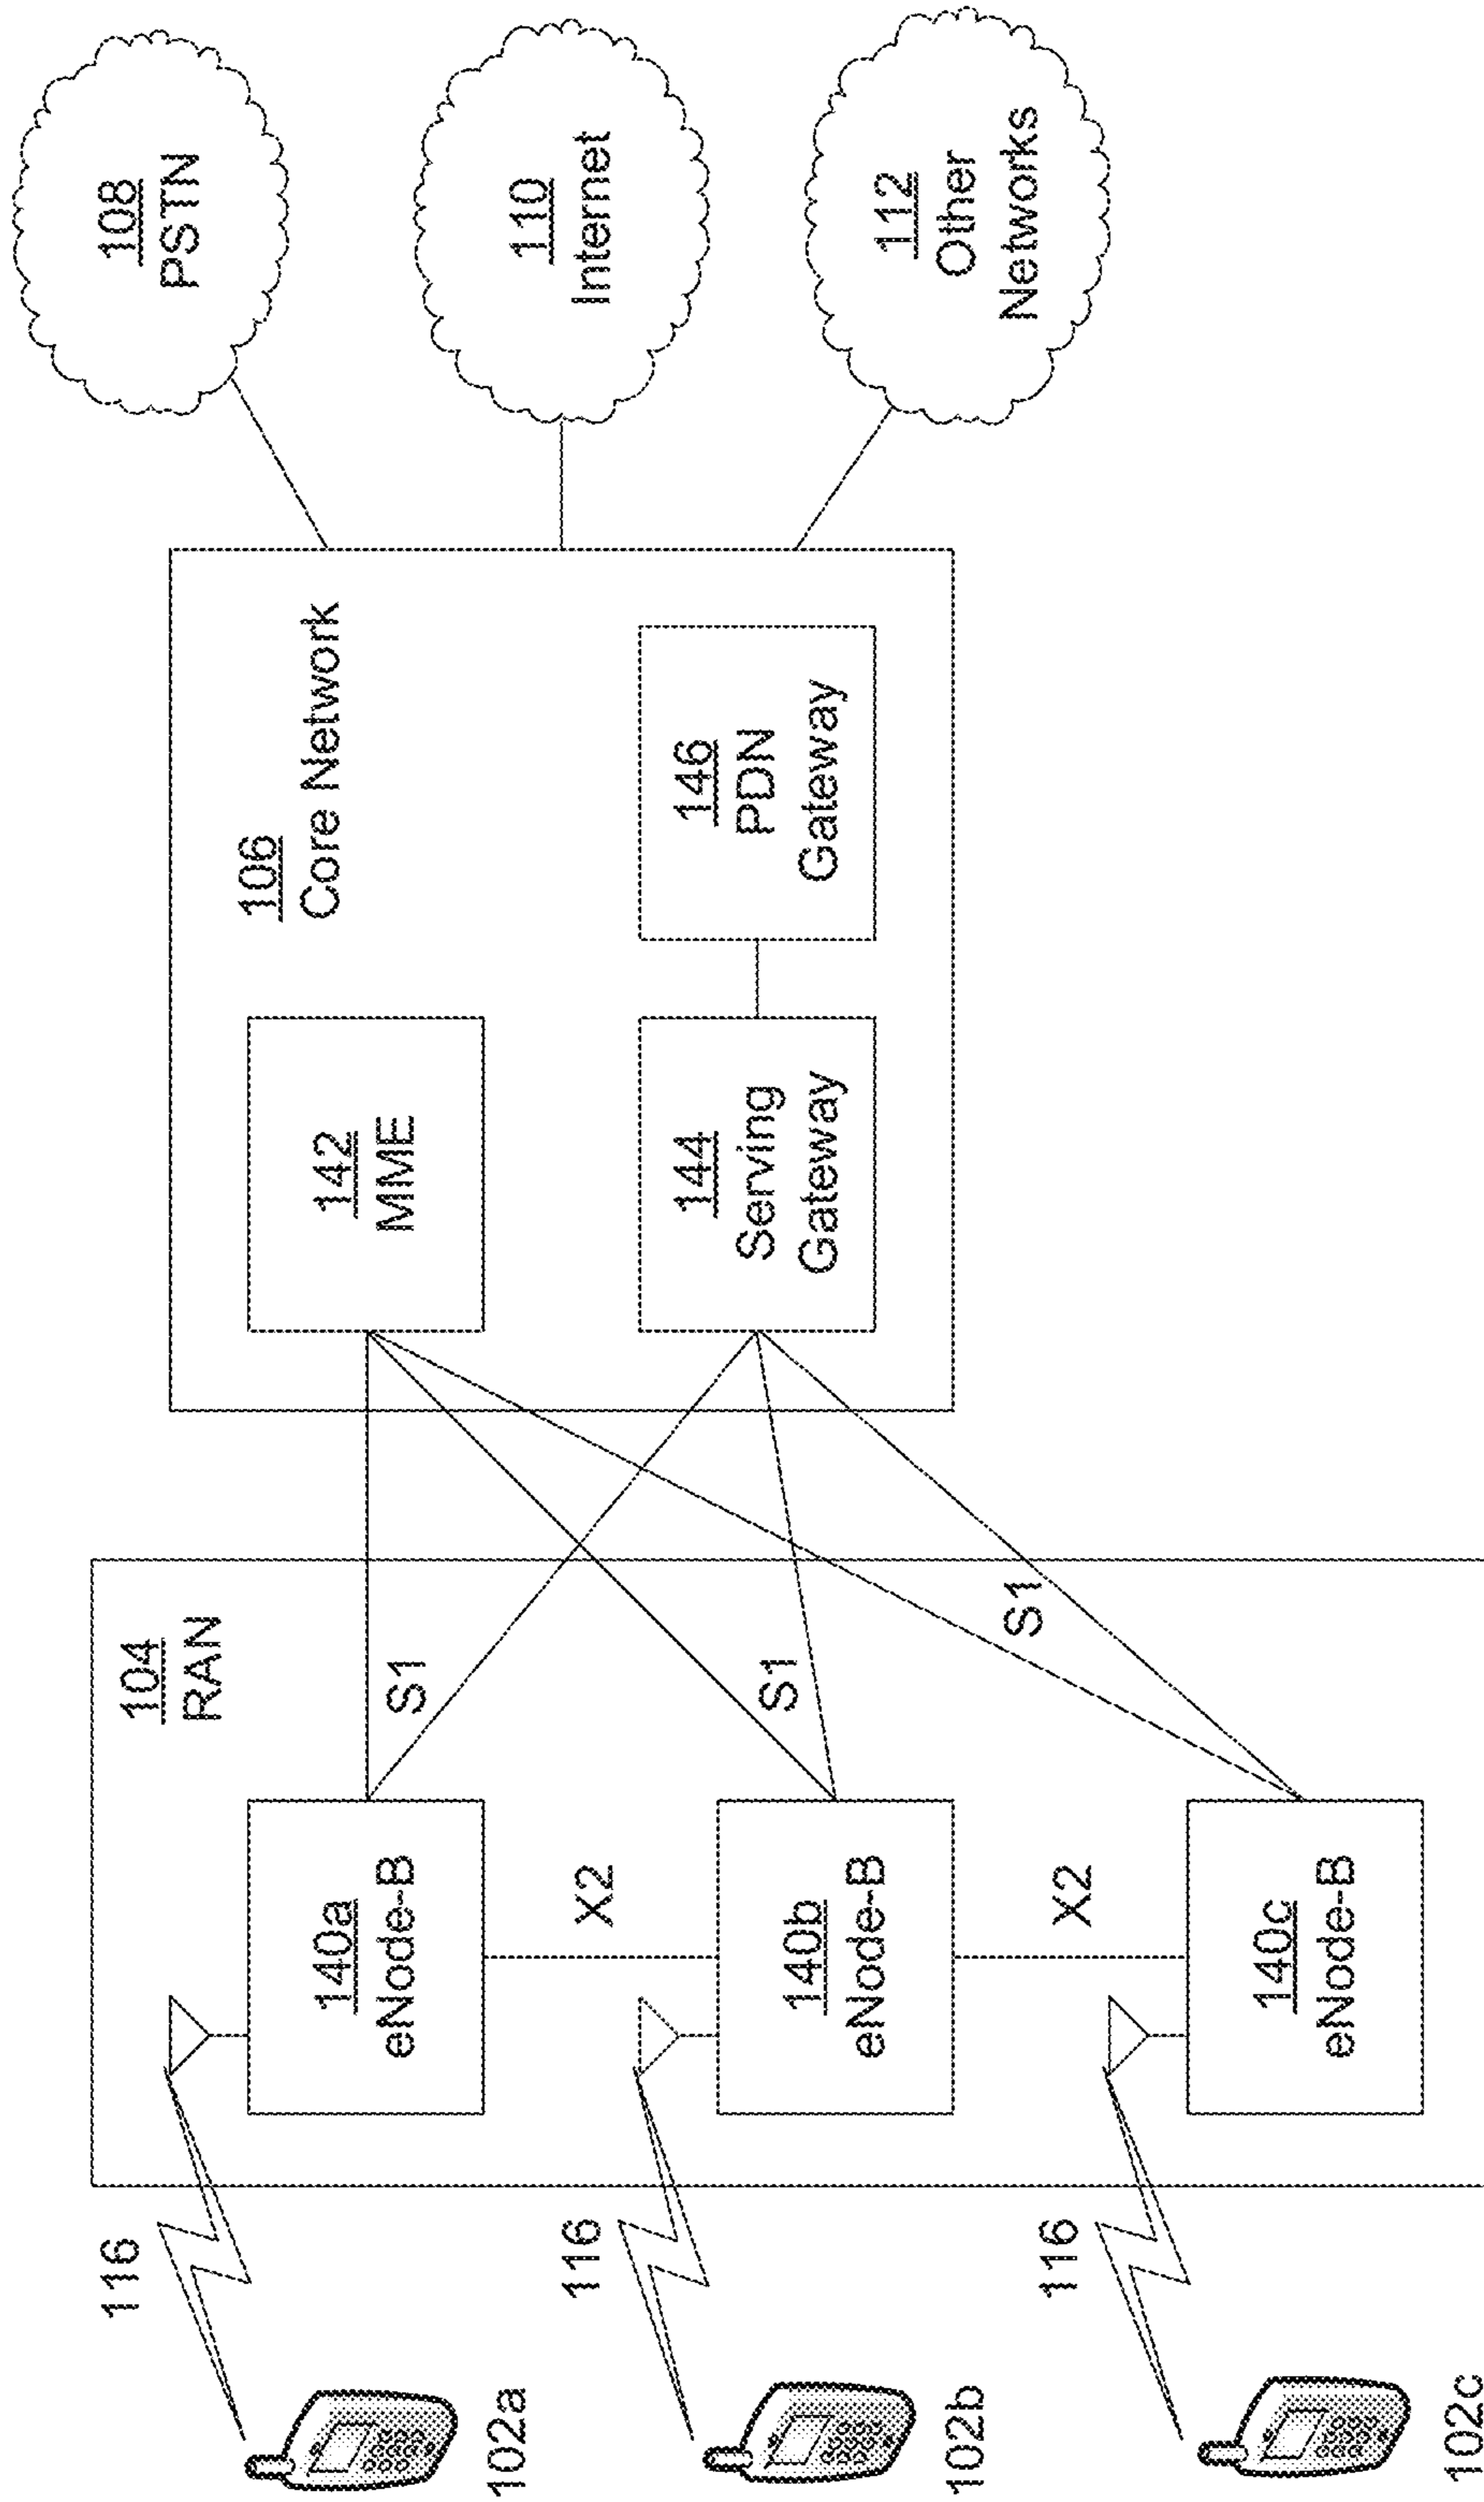 102a
102b
102c
116
116
116
104
RAN
140a
eNode-B
X2
140b
eNode-B
X2
140c
eNode-B
S1
S1
S1
106
Core Network
142
MME
144
Serving
Gateway
146
PDN
Gateway
108
PSTN
110
Internet
112
Other
Networks